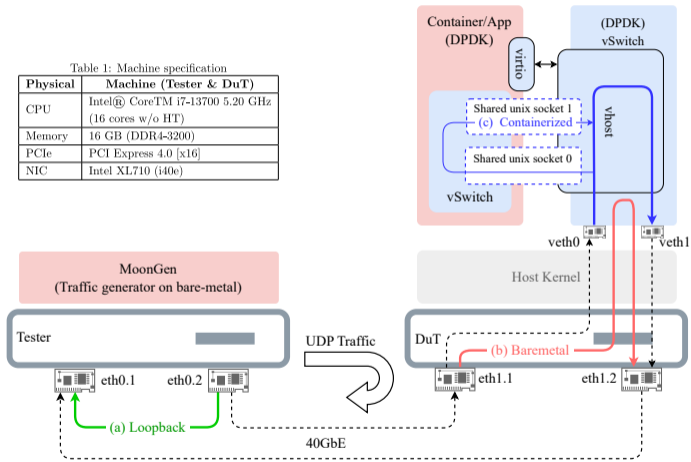 Table 1: Machine specification
Physical Machine (Tester & DuT)
CPU Intel® CoreTM i7-13700 5.20 GHz
(16 cores w/o HT)
Memory 16 GB (DDR4-3200)
PCIe PCI Express 4.0 [x16]
NIC Intel XL710 (i40e)
Container/App
(DPDK)
(DPDK)
vSwitch
virtio
Shared unix socket 1
(c) Containerized
vhost
Shared unix socket 0
vSwitch
veth0
veth1
Host Kernel
MoonGen
(Traffic generator on bare-metal)
Tester
UDP Traffic
DuT
(b) Baremetal
eth0.1
eth0.2
eth1.1
eth1.2
(a) Loopback
40GbE